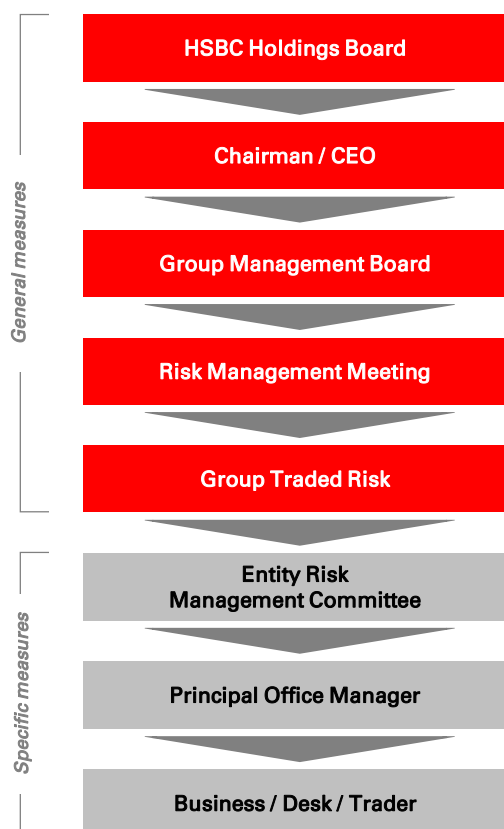 HSBC Holdings Board
Chairman / CEO
General measures
Group Management Board
Risk Management Meeting
Group Traded Risk
Entity Risk
Management Committee
Specific measures
Principal Office Manager
Business / Desk / Trader